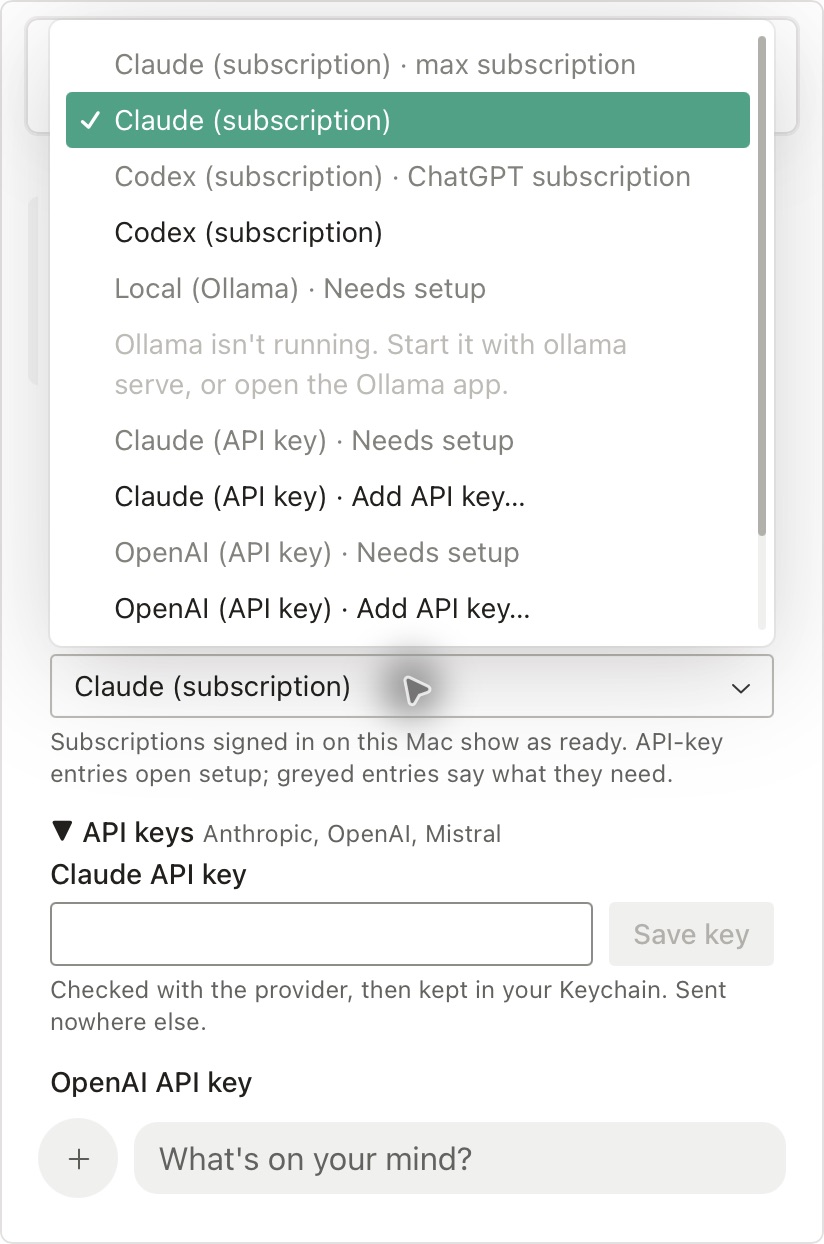 Claude (subscription) · max subscription
Claude (subscription)
Codex (subscription) · ChatGPT subscription
Codex (subscription)
Local (Ollama) · Needs setup
Ollama isn't running. Start it with ollama
serve, or open the Ollama app.
Claude (API key) · Needs setup
Claude (API key) · Add API key...
OpenAI (API key) · Needs setup
OpenAI (API key) · Add API key...
Claude (subscription)
Subscriptions signed in on this Mac show as ready. API-key
entries open setup; greyed entries say what they need.
API keys Anthropic, OpenAI, Mistral
Claude API key
Save key
Checked with the provider, then kept in your Keychain. Sent
nowhere else.
OpenAI API key
What's on your mind?